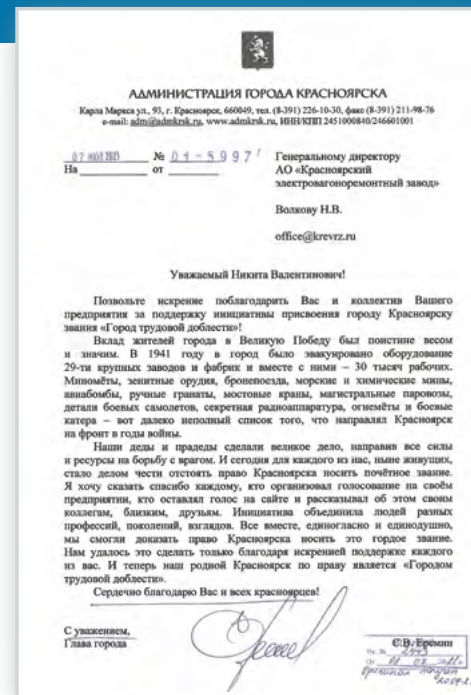 АДМИНИСТРАЦИЯ ГОРОДА КРАСНОЯРСКА
Карла Маркса ул., 93, г. Красноярск, 660049, тел. (8-391) 226-10-30, факс (8-391) 211-98-76
e-mail: adm@admkrsk.ru, www.admkrsk.ru, ИНН/КПП 2451000840/246601001
№ 01-5997
На от
Генеральному директору
АО «Красноярский
электровагоноремонтный завод»
Волкову Н.В.
office@krevrz.ru
Уважаемый Никита Валентинович!
Позвольте искренне поблагодарить Вас и коллектив Вашего
предприятия за поддержку инициативы присвоения городу Красноярску
звания «Город трудовой доблести»!
Вклад жителей города в Великую Победу был поистине весом
и значим. В 1941 году в город было эвакуировано оборудование
29-ти крупных заводов и фабрик и вместе с ними – 30 тысяч рабочих.
Миномёты, зенитные орудия, бронепоезда, морские и химические мины,
авиабомбы, ручные гранаты, мостовые краны, магистральные паровозы,
детали боевых самолетов, секретная радиоаппаратура, огнемёты и боевые
катера – вот далеко неполный список того, что направлял Красноярск
на фронт в годы войны.
Наши деды и прадеды сделали великое дело, направив все силы
и ресурсы на борьбу с врагом. И сегодня для каждого из нас, ныне живущих,
стало делом чести отстоять право Красноярска носить почётное звание.
Я хочу сказать спасибо каждому, кто организовал голосование на своём
предприятии, кто оставлял голос на сайте и рассказывал об этом своим
коллегам, близким, друзьям. Инициатива объединила людей разных
профессий, поколений, взглядов. Все вместе, единогласно и единодушно,
мы смогли доказать право Красноярска носить это гордое звание.
Нам удалось это сделать только благодаря искренней поддержке каждого
из вас. И теперь наш родной Красноярск по праву является «Городом
трудовой доблести».
Сердечно благодарю Вас и всех красноярцев!
С уважением,
Глава города
С.В. Еремин